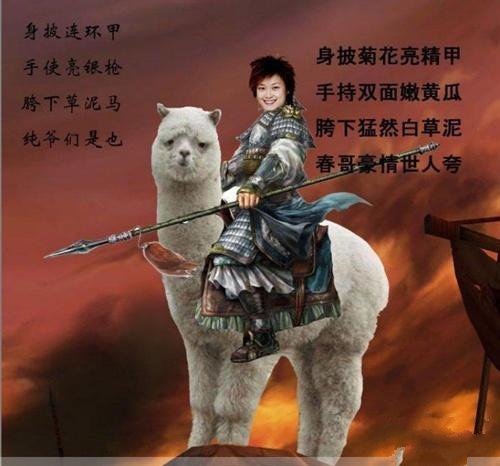 身披连环甲
手使亮银枪
胯下草泥马
纯爷们是也
身披菊花亮精甲
手持双面嫩黄瓜
胯下猛然白草泥
春哥豪情世人夸